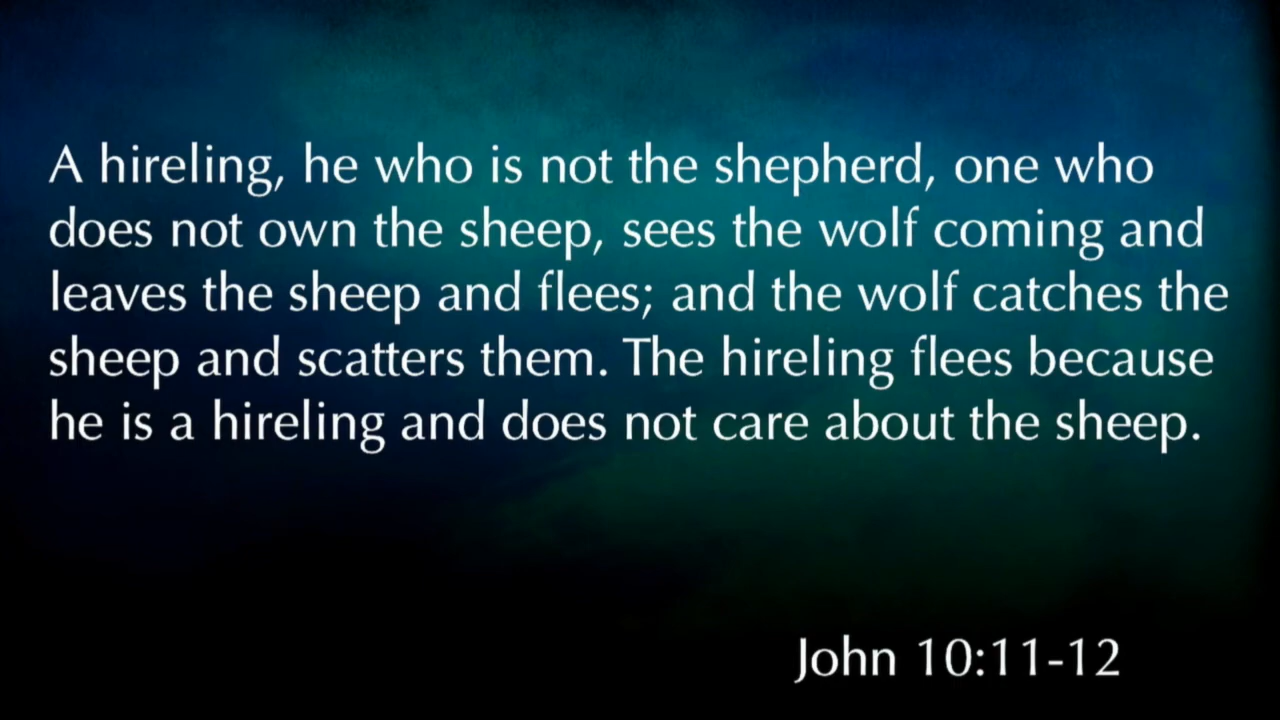 A hireling, he who is not the shepherd, one who
does not own the sheep, sees the wolf coming and
leaves the sheep and flees; and the wolf catches the
sheep and scatters them. The hireling flees because
he is a hireling and does not care about the sheep.
John 10:11-12